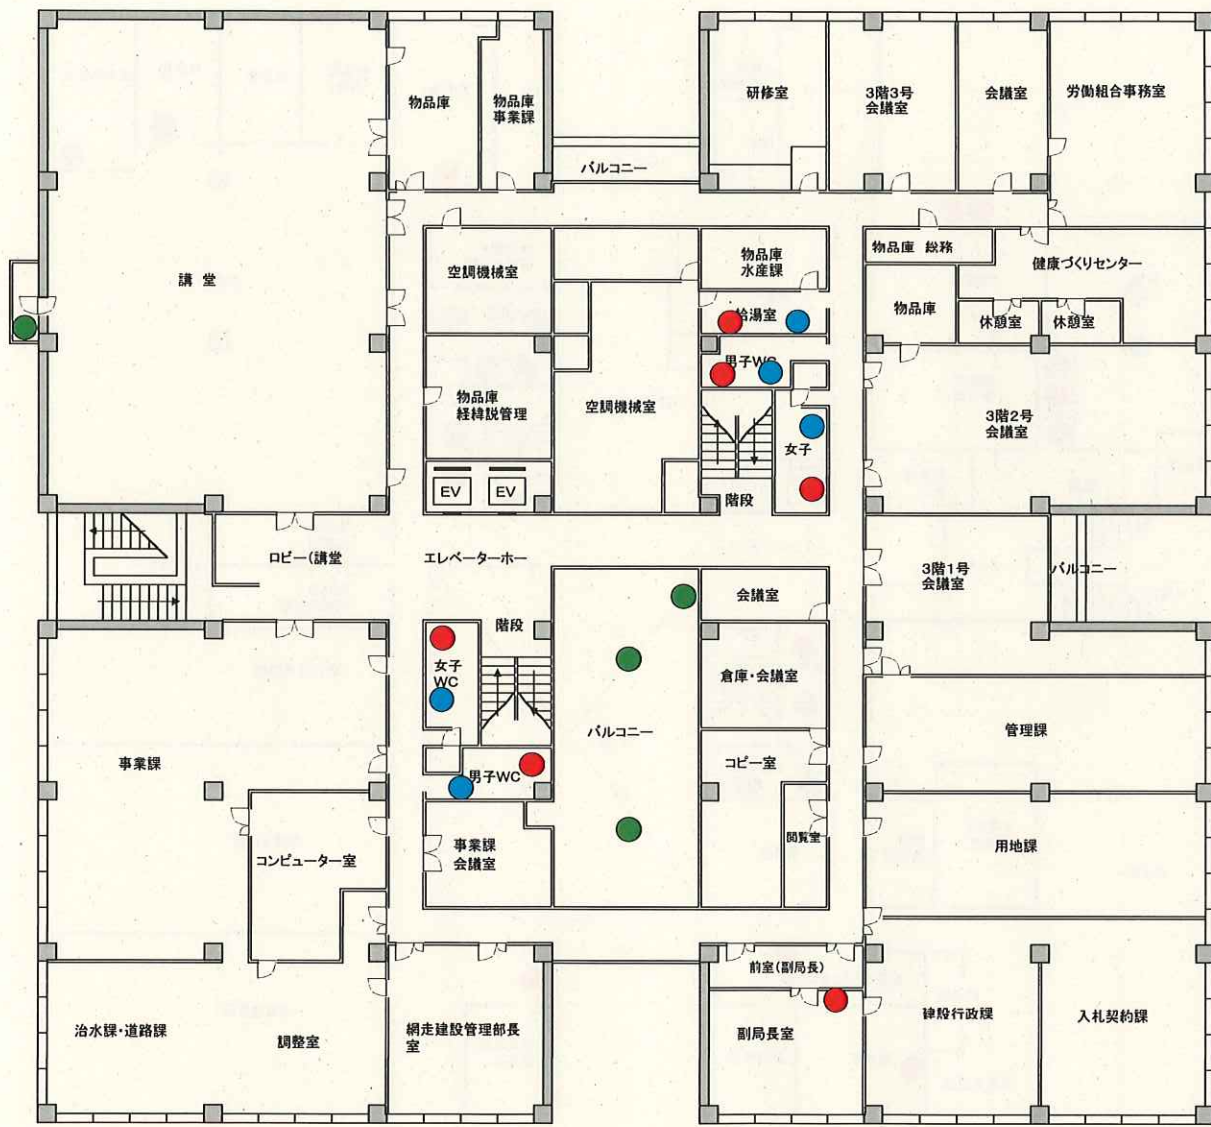 物品庫
物品庫
事業課
バルコニー
研修室
3階3号
会議室
会議室
労働組合事務室
講 堂
空調機械室
物品庫
水産課
物品庫 総務
健康づくりセンター
給湯室
物品庫
休憩室
休憩室
男子WC
物品庫
経緯説管理
空調機械室
女子
3階2号
会議室
EV
EV
階段
ロビー(講堂
エレベーターホー
3階1号
会議室
バルコニー
会議室
階段
女子
WC
倉庫・会議室
事業課
バルコニー
コピー室
管理課
男子WC
コンピューター室
事業課
会議室
閲覧室
用地課
前室(副局長)
治水課・道路課
調整室
網走建設管理部長
室
副局長室
建設行政課
入札契約課